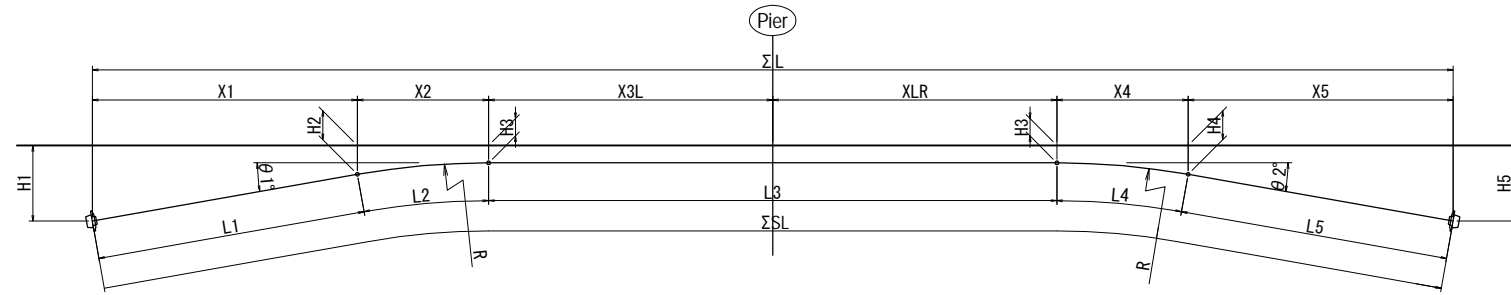 Pier
ΣL
X1 X2 X3L XLR X4 X5
H1 H2 H3 H3 H4 H5
θ1° θ2°
L1 L2 L3 L4 L5
ΣSL
R R